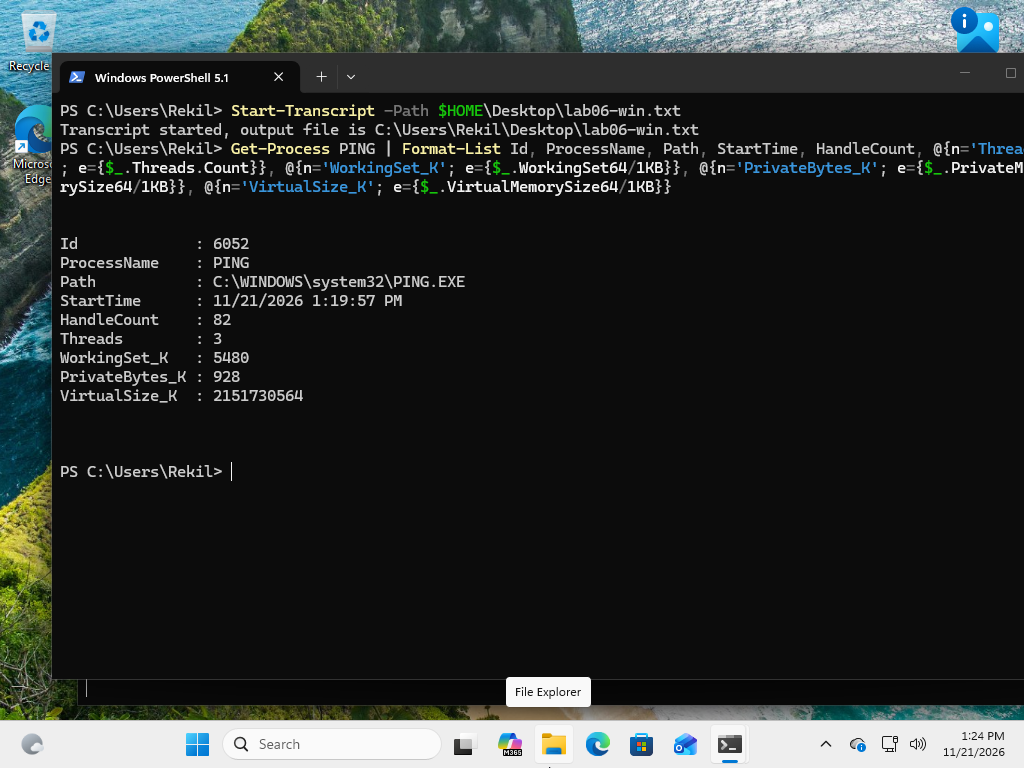 Recycle
Microso
Edge
Windows PowerShell 5.1
PS C:\Users\Rekil> Start-Transcript -Path $HOME\Desktop\lab06-win.txt
Transcript started, output file is C:\Users\Rekil\Desktop\lab06-win.txt
PS C:\Users\Rekil> Get-Process PING | Format-List Id, ProcessName, Path, StartTime, HandleCount, @{n='Threa
; e={$_.Threads.Count}}, @{n='WorkingSet_K'; e={$_.WorkingSet64/1KB}}, @{n='PrivateBytes_K'; e={$_.PrivateM
rySize64/1KB}}, @{n='VirtualSize_K'; e={$_.VirtualMemorySize64/1KB}}
Id : 6052
ProcessName : PING
Path : C:\WINDOWS\system32\PING.EXE
StartTime : 11/21/2026 1:19:57 PM
HandleCount : 82
Threads : 3
WorkingSet_K : 5480
PrivateBytes_K : 928
VirtualSize_K : 2151730564
PS C:\Users\Rekil>
File Explorer
Search
M365
1:24 PM
11/21/2026